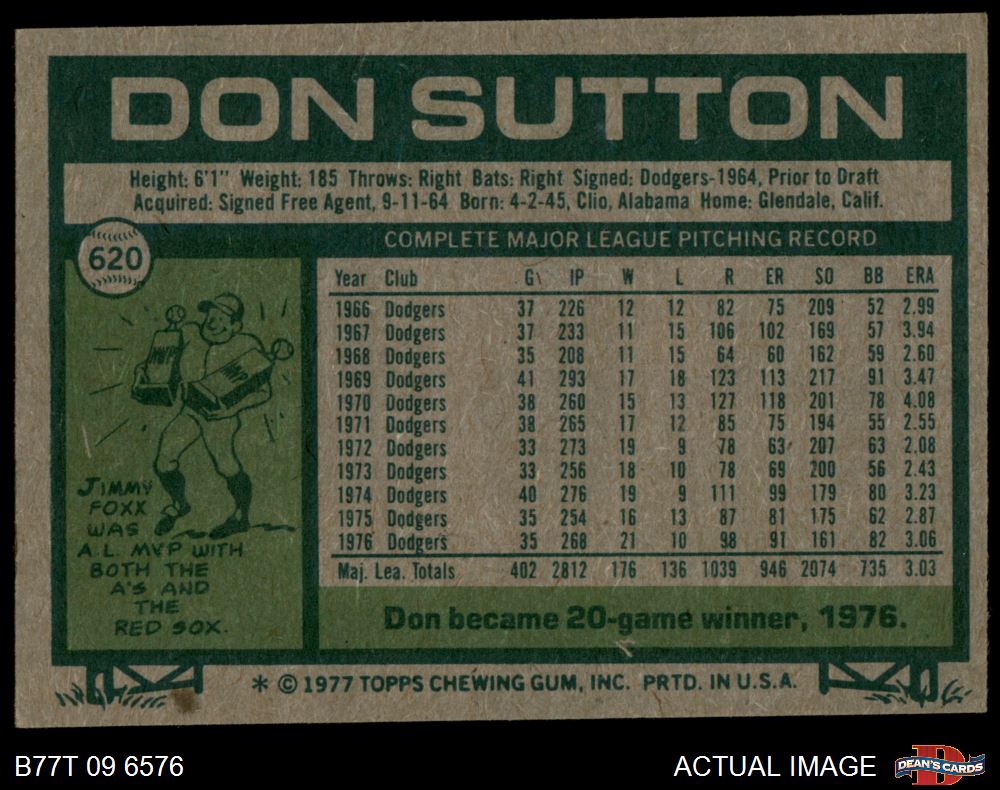 DON SUTTON
Height: 6'1" Weight: 185 Throws: Right Bats: Right Signed: Dodgers-1964, Prior to Draft
Acquired: Signed Free Agent, 9-11-64 Born: 4-2-45, Clio, Alabama Home: Glendale, Calif.
620
COMPLETE MAJOR LEAGUE PITCHING RECORD
Year Club G IP W L R ER SO BB ERA
1966 Dodgers 37 226 12 12 82 75 209 52 2.99
1967 Dodgers 37 233 11 15 106 102 169 57 3.94
1968 Dodgers 35 208 11 15 64 60 162 59 2.60
1969 Dodgers 41 293 17 18 123 113 217 91 3.47
1970 Dodgers 38 260 15 13 127 118 201 78 4.08
1971 Dodgers 38 265 17 12 85 75 194 55 2.55
1972 Dodgers 33 273 19 9 78 63 207 63 2.08
1973 Dodgers 33 256 18 10 78 69 200 56 2.43
1974 Dodgers 40 276 19 9 111 99 179 80 3.23
1975 Dodgers 35 254 16 13 87 81 175 62 2.87
1976 Dodgers 35 268 21 10 98 91 161 82 3.06
Maj. Lea. Totals 402 2812 176 136 1039 946 2074 735 3.03
Don became 20-game winner, 1976.
MVP
MVP
JIMMY
FOXX
WAS
A.L. MVP WITH
BOTH THE
A'S AND
THE
RED SOX.
* © 1977 TOPPS CHEWING GUM, INC. PRTD. IN U.S.A.
B77T 09 6576
ACTUAL IMAGE
DEAN'S CARDS